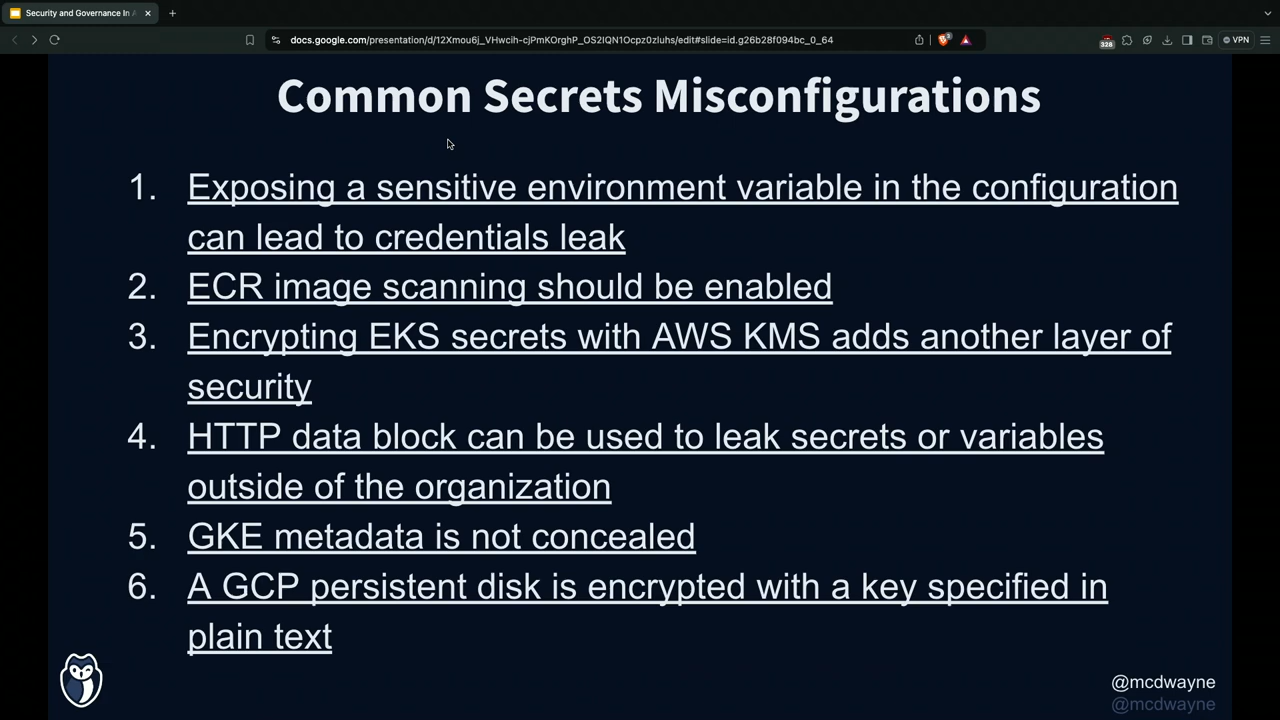 Security and Governance In
docs.google.com/presentation/d/12Xmou6j_VHwcih-cjPmKOrghP_OS2IQN1Ocpz0zluhs/edit#slide=id.g26b28f094bc_0_64
3
328
VPN
Common Secrets Misconfigurations
1. Exposing a sensitive environment variable in the configuration
can lead to credentials leak
2. ECR image scanning should be enabled
3. Encrypting EKS secrets with AWS KMS adds another layer of
security
4. HTTP data block can be used to leak secrets or variables
outside of the organization
5. GKE metadata is not concealed
6. A GCP persistent disk is encrypted with a key specified in
plain text
@mcdwayne
@mcdwayne